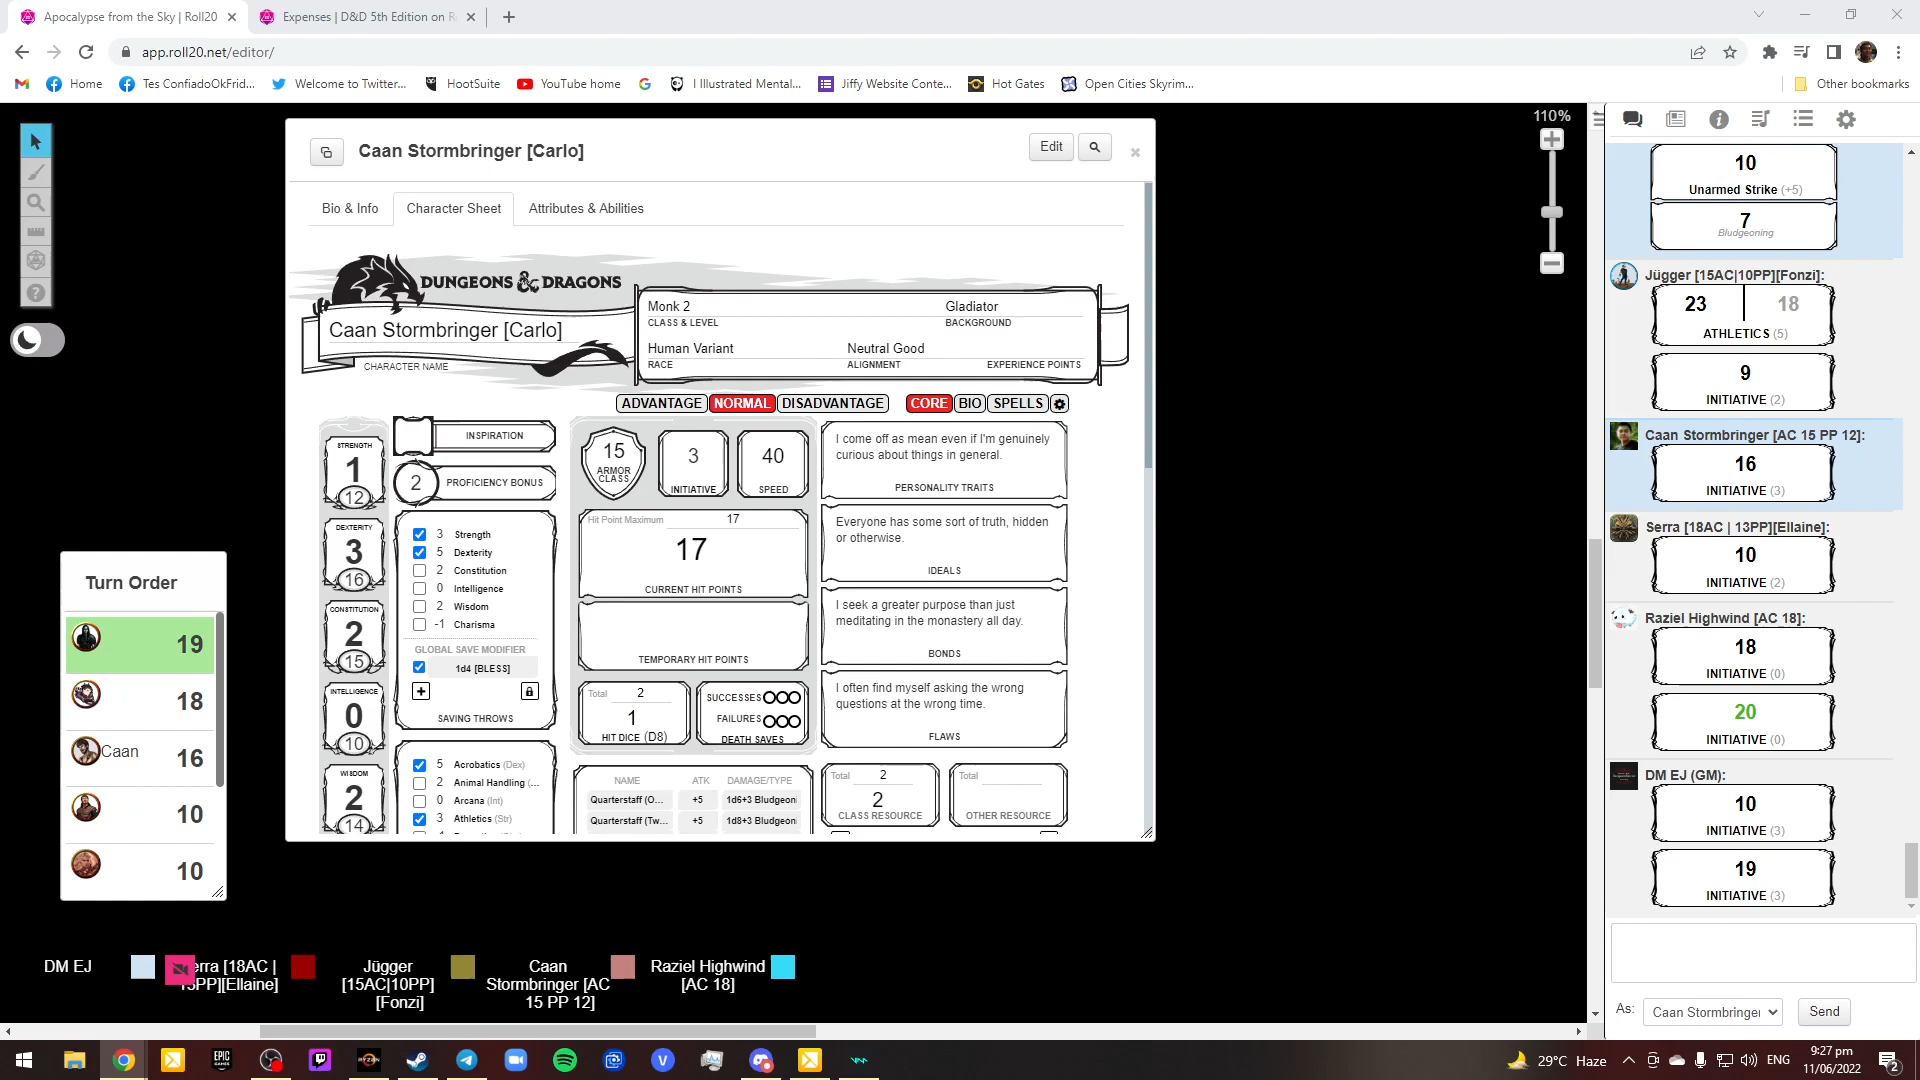 Apocalypse from the Sky | Roll20
Expenses | D&D 5th Edition on R
app.roll20.net/editor/
Home
Tes ConfiadoOkFrid...
Welcome to Twitter...
HootSuite
YouTube home
I Illustrated Mental...
Jiffy Website Conte...
Hot Gates
Open Cities Skyrim...
Other bookmarks
110%
Caan Stormbringer [Carlo]
Edit
Bio & Info
Character Sheet
Attributes & Abilities
DUNGEONS & DRAGONS
Caan Stormbringer [Carlo]
CHARACTER NAME
Monk 2
Gladiator
CLASS & LEVEL
BACKGROUND
Human Variant
Neutral Good
RACE
ALIGNMENT
EXPERIENCE POINTS
ADVANTAGE
NORMAL
DISADVANTAGE
CORE
BIO
SPELLS
STRENGTH
1
12
DEXTERITY
3
16
CONSTITUTION
2
15
INTELLIGENCE
0
10
WISDOM
2
14
INSPIRATION
2
PROFICIENCY BONUS
3 Strength
5 Dexterity
2 Constitution
0 Intelligence
2 Wisdom
-1 Charisma
GLOBAL SAVE MODIFIER
1d4 [BLESS]
SAVING THROWS
5 Acrobatics (Dex)
2 Animal Handling (...
0 Arcana (Int)
3 Athletics (Str)
15
ARMOR
CLASS
3
INITIATIVE
40
SPEED
Hit Point Maximum 17
17
CURRENT HIT POINTS
TEMPORARY HIT POINTS
Total 2
1
HIT DICE (D8)
SUCCESSES
FAILURES
DEATH SAVES
NAME ATK DAMAGE/TYPE
Quarterstaff (O... +5 1d6+3 Bludgeoni
Quarterstaff (Tw... +5 1d8+3 Bludgeoni
I come off as mean even if I'm genuinely
curious about things in general.
PERSONALITY TRAITS
Everyone has some sort of truth, hidden
or otherwise.
IDEALS
I seek a greater purpose than just
meditating in the monastery all day.
BONDS
I often find myself asking the wrong
questions at the wrong time.
FLAWS
Total 2
2
CLASS RESOURCE
Total
OTHER RESOURCE
Turn Order
19
18
Caan 16
10
10
DM EJ
erra [18AC |
13PP][Ellaine]
Jügger
[15AC|10PP]
[Fonzi]
Caan
Stormbringer [AC
15 PP 12]
Raziel Highwind
[AC 18]
10
Unarmed Strike (+5)
7
Bludgeoning
Jügger [15AC|10PP][Fonzi]:
23 18
ATHLETICS (5)
9
INITIATIVE (2)
Caan Stormbringer [AC 15 PP 12]:
16
INITIATIVE (3)
Serra [18AC | 13PP][Ellaine]:
10
INITIATIVE (2)
Raziel Highwind [AC 18]:
18
INITIATIVE (0)
20
INITIATIVE (0)
DM EJ (GM):
10
INITIATIVE (3)
19
INITIATIVE (3)
As:
Caan Stormbringer
Send
EPIC GAMES
RYZEN
29°C Haze
ENG
9:27 pm
11/06/2022
2